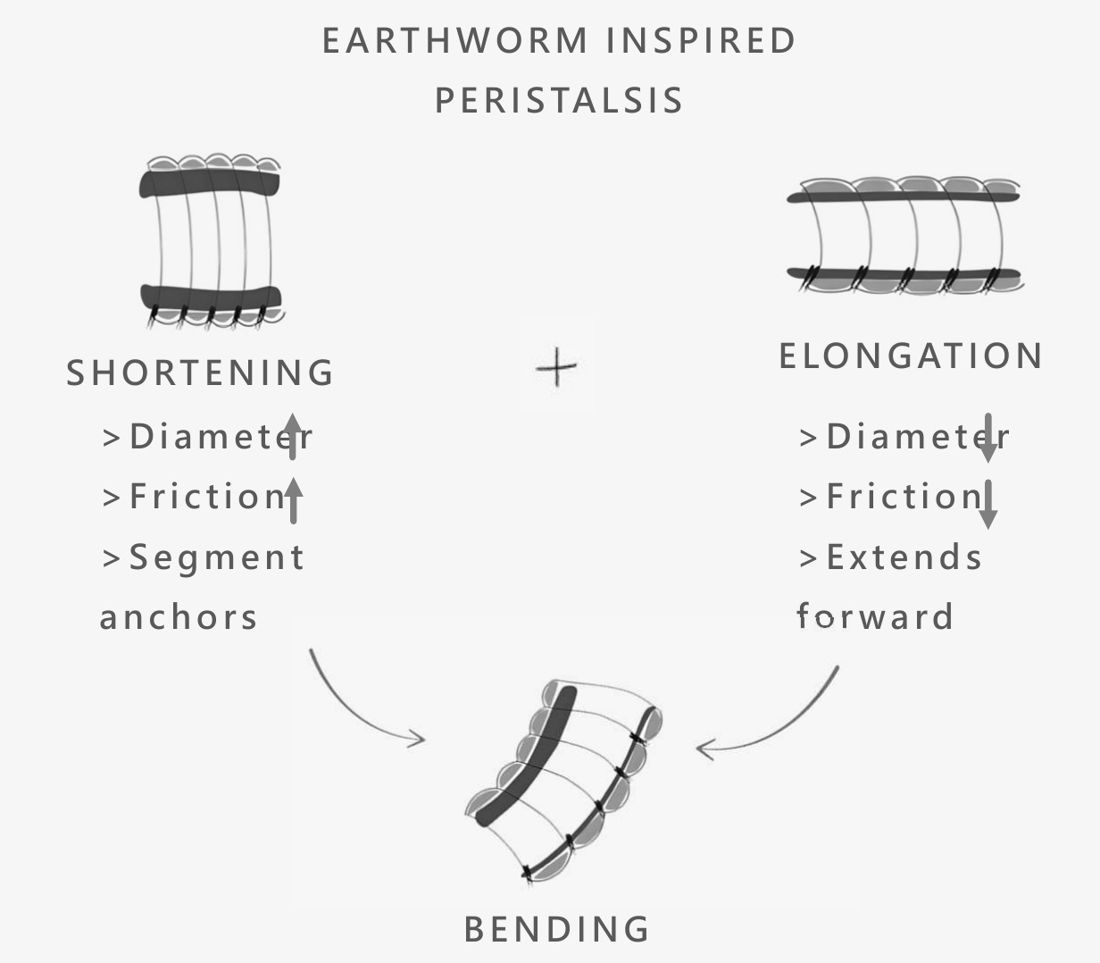 EARTHWORM INSPIRED
PERISTALSIS
SHORTENING
>Diameter
>Friction
>Segment
anchors
+
ELONGATION
>Diameter
>Friction
>Extends
forward
BENDING